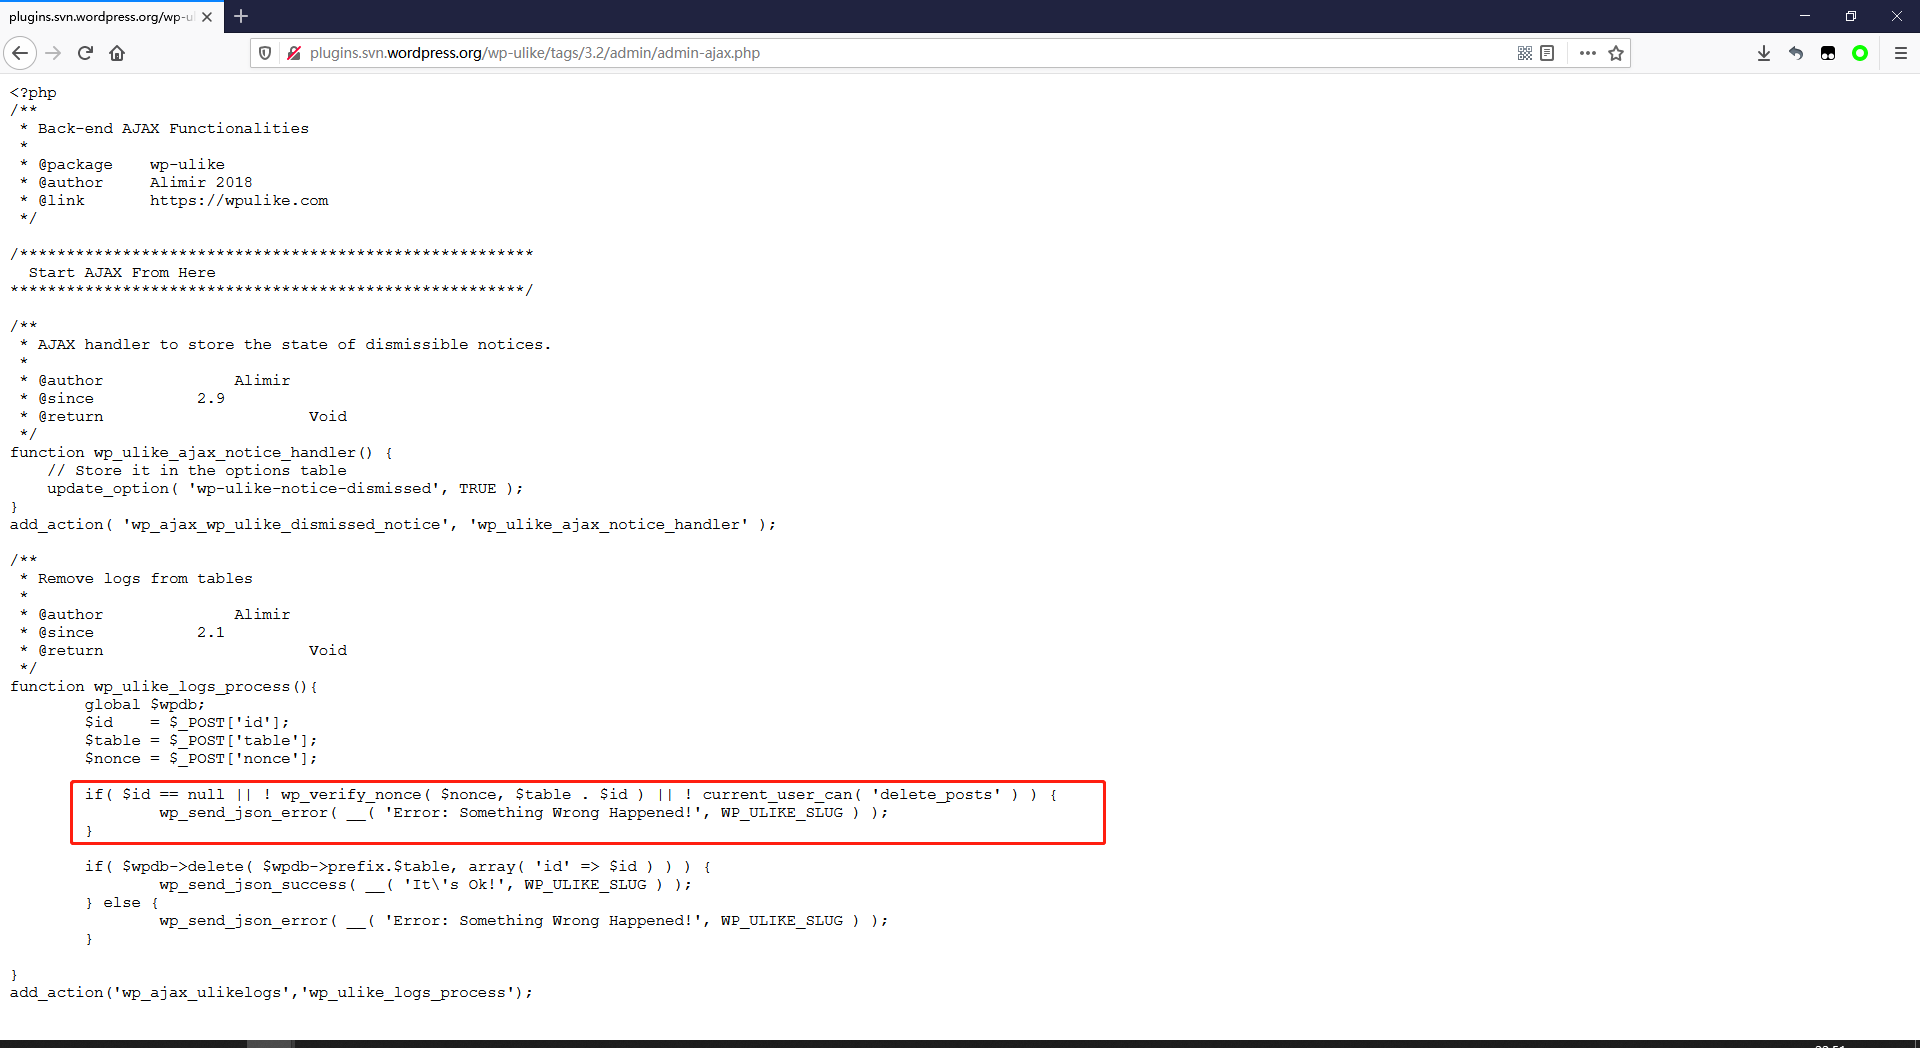 plugins.svn.wordpress.org/wp-ul
plugins.svn.wordpress.org/wp-ulike/tags/3.2/admin/admin-ajax.php
<?php
/**
 * Back-end AJAX Functionalities
 *
 * @package    wp-ulike
 * @author     Alimir 2018
 * @link       https://wpulike.com
 */
/*******************************************************
  Start AJAX From Here
*******************************************************/
/**
 * AJAX handler to store the state of dismissible notices.
 *
 * @author              Alimir
 * @since           2.9
 * @return                      Void
 */
function wp_ulike_ajax_notice_handler() {
    // Store it in the options table
    update_option( 'wp-ulike-notice-dismissed', TRUE );
}
add_action( 'wp_ajax_wp_ulike_dismissed_notice', 'wp_ulike_ajax_notice_handler' );
/**
 * Remove logs from tables
 *
 * @author              Alimir
 * @since           2.1
 * @return                      Void
 */
function wp_ulike_logs_process(){
        global $wpdb;
        $id    = $_POST['id'];
        $table = $_POST['table'];
        $nonce = $_POST['nonce'];
        if( $id == null || ! wp_verify_nonce( $nonce, $table . $id ) || ! current_user_can( 'delete_posts' ) ) {
                wp_send_json_error( __( 'Error: Something Wrong Happened!', WP_ULIKE_SLUG ) );
        }
        if( $wpdb->delete( $wpdb->prefix.$table, array( 'id' => $id ) ) ) {
                wp_send_json_success( __( 'It\'s Ok!', WP_ULIKE_SLUG ) );
        } else {
                wp_send_json_error( __( 'Error: Something Wrong Happened!', WP_ULIKE_SLUG ) );
        }
}
add_action('wp_ajax_ulikelogs','wp_ulike_logs_process');